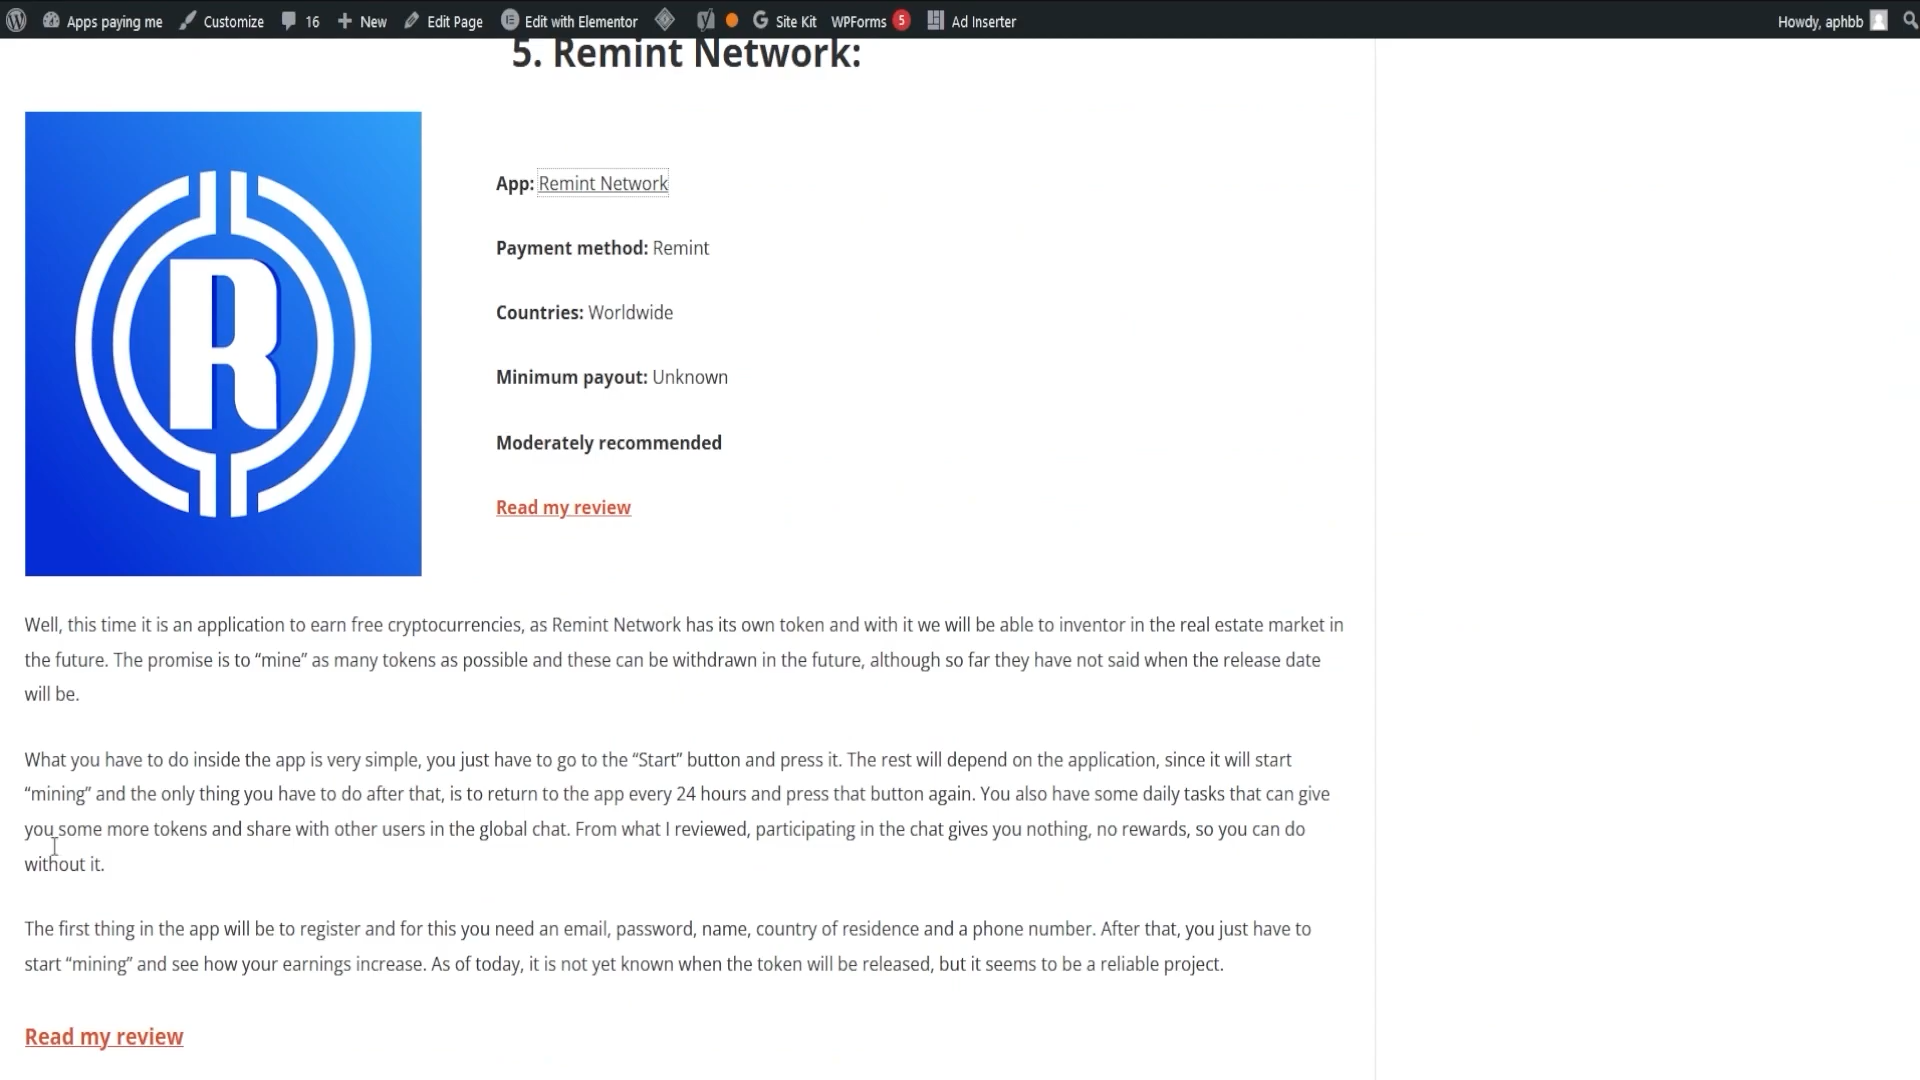 Apps paying me Customize 16 New Edit Page Edit with Elementor Site Kit WPForms 5 Ad Inserter Howdy, aphbb
5. Remint Network:
R
App: Remint Network
Payment method: Remint
Countries: Worldwide
Minimum payout: Unknown
Moderately recommended
Read my review
Well, this time it is an application to earn free cryptocurrencies, as Remint Network has its own token and with it we will be able to inventor in the real estate market in
the future. The promise is to “mine” as many tokens as possible and these can be withdrawn in the future, although so far they have not said when the release date
will be.
What you have to do inside the app is very simple, you just have to go to the “Start” button and press it. The rest will depend on the application, since it will start
“mining” and the only thing you have to do after that, is to return to the app every 24 hours and press that button again. You also have some daily tasks that can give
you some more tokens and share with other users in the global chat. From what I reviewed, participating in the chat gives you nothing, no rewards, so you can do
without it.
The first thing in the app will be to register and for this you need an email, password, name, country of residence and a phone number. After that, you just have to
start “mining” and see how your earnings increase. As of today, it is not yet known when the token will be released, but it seems to be a reliable project.
Read my review